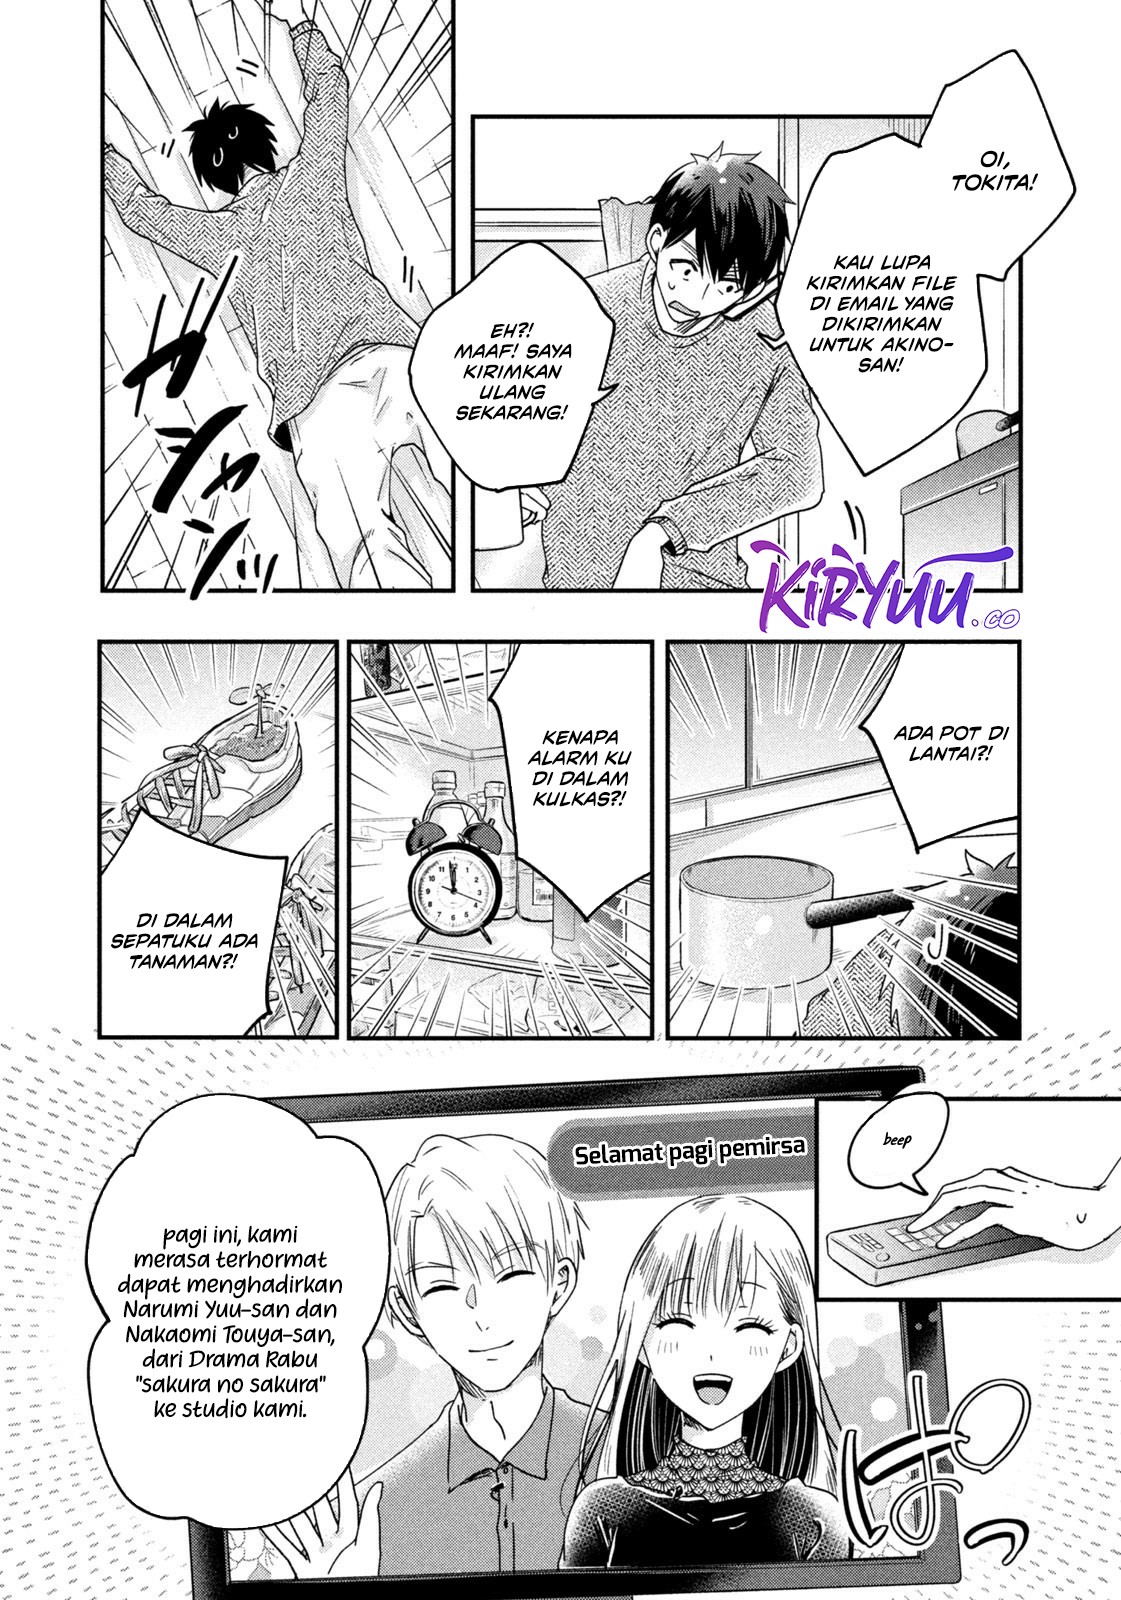 OI,
TOKITA!
KAU LUPA
KIRIMKAN FILE
DI EMAIL YANG
DIKIRIMKAN
UNTUK AKINO-
SAN!
EH?!
MAAF! SAYA
KIRIMKAN
ULANG
SEKARANG!
KiRYUU.CO
ADA POT DI
LANTAI?!
KENAPA
ALARM KU
DI DALAM
KULKAS?!
DI DALAM
SEPATUKU ADA
TANAMAN?!
beep
Selamat pagi pemirsa
pagi ini, kami
merasa terhormat
dapat menghadirkan
Narumi Yuu-san dan
Nakaomi Touya-san,
dari Drama Rabu
"sakura no sakura"
ke studio kami.
ぱっ